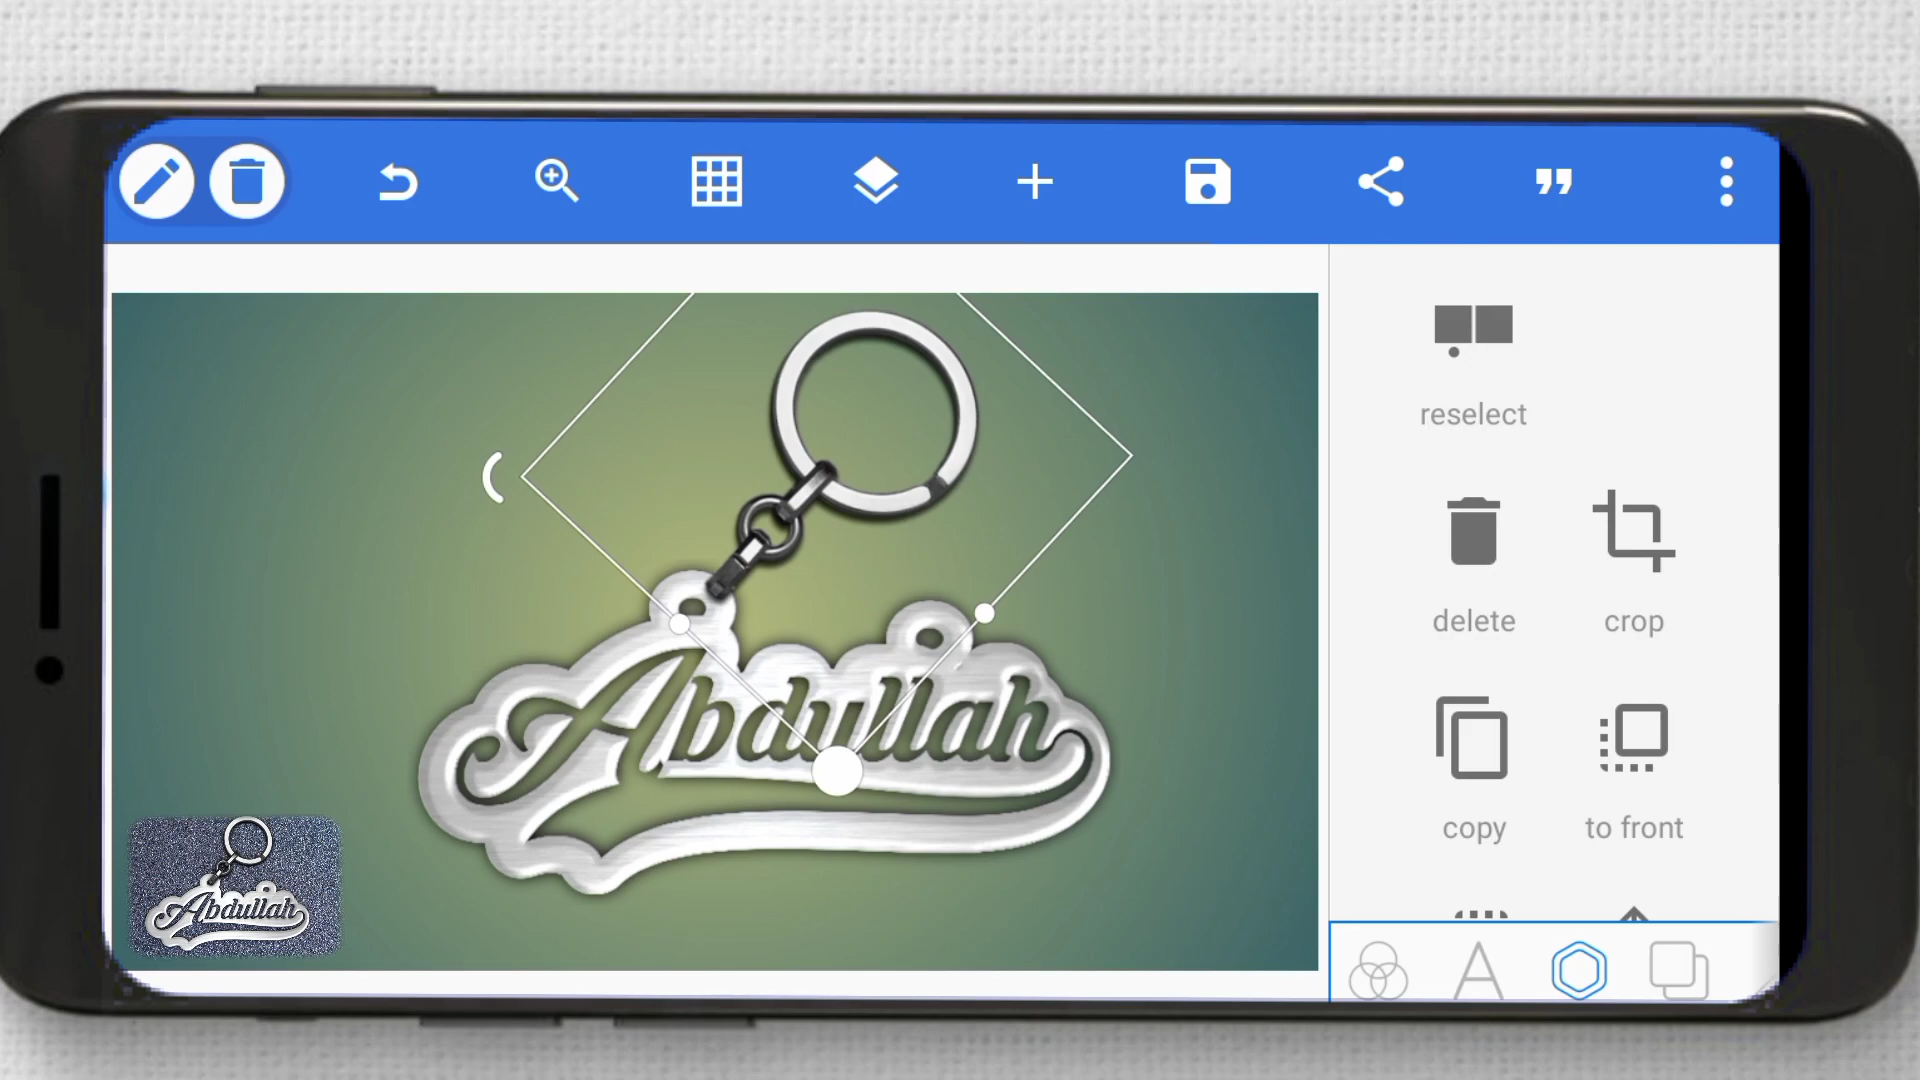 reselect
delete
crop
copy
to front
Abdullah
Abdullah